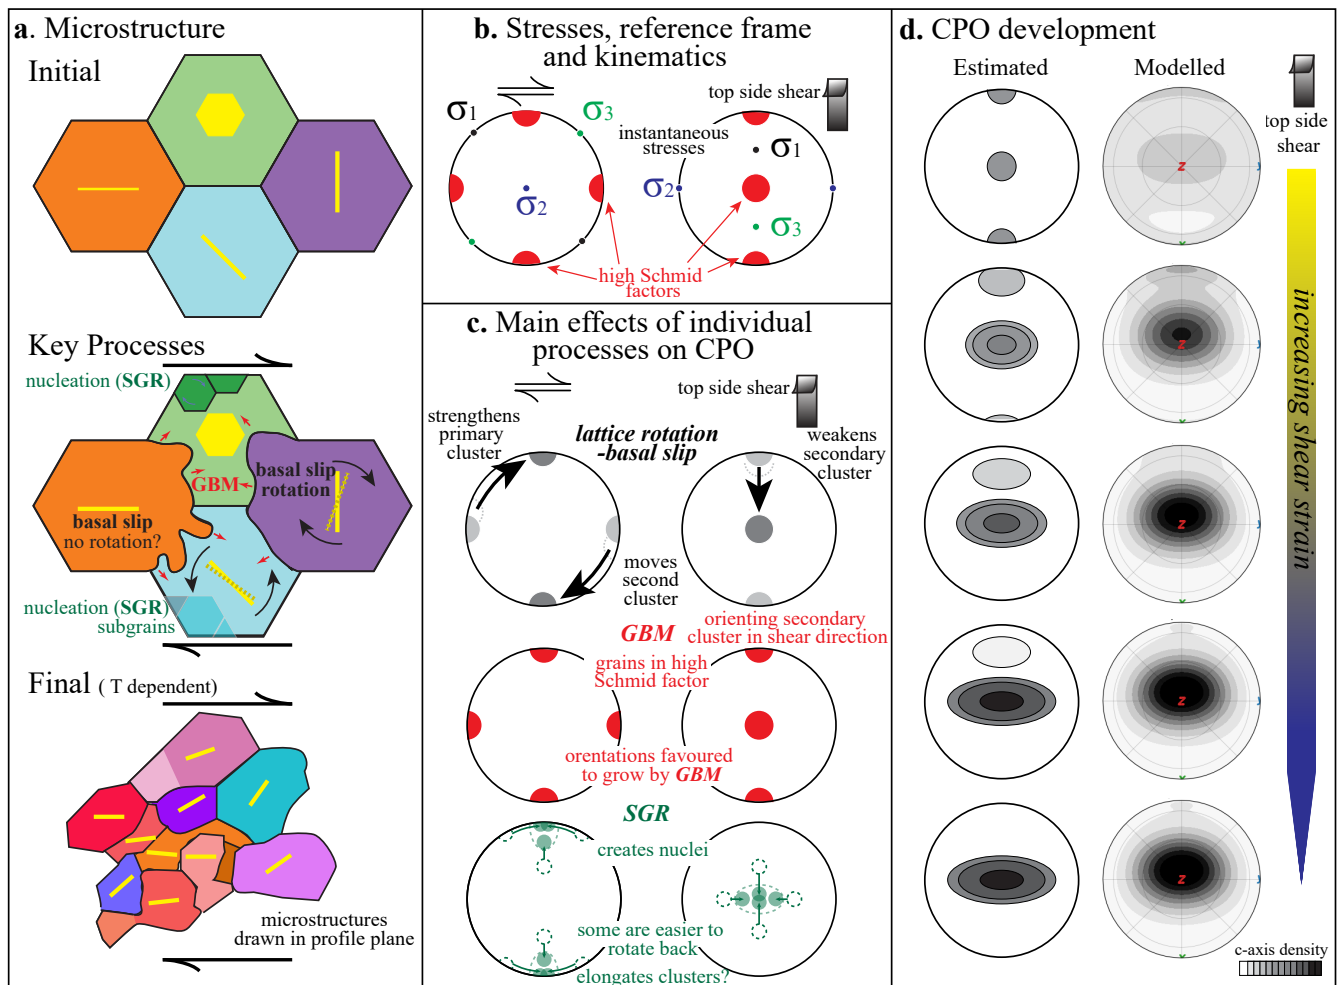 a. Microstructure
Initial
Key Processes
nucleation (SGR)
GBM
basal slip
rotation
basal slip
no rotation?
nucleation (SGR)
subgrains
Final ( T dependent)
microstructures
drawn in profile plane
b. Stresses, reference frame
and kinematics
σ1
σ3
σ2
top side shear
instantaneous
stresses
σ1
σ2
σ3
high Schmid
factors
c. Main effects of individual
processes on CPO
top side shear
strengthens
primary
cluster
lattice rotation
-basal slip
weakens
secondary
cluster
moves
second
cluster
GBM
orienting secondary
cluster in shear direction
grains in high
Schmid factor
orentations favoured
to grow by GBM
SGR
creates nuclei
some are easier to
rotate back
elongates clusters?
d. CPO development
Estimated
Modelled
top side
shear
z
z
z
z
z
increasing shear strain
c-axis density